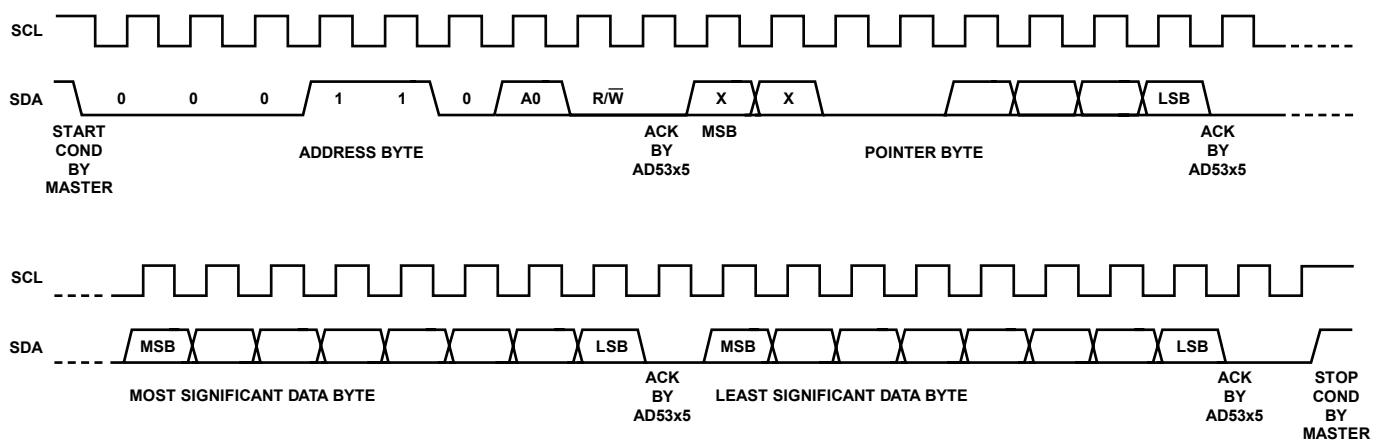 SCL
SDA 0 0 0 1 1 0 A0 R/W̅ X X LSB
START COND BY MASTER
ADDRESS BYTE
ACK BY AD53x5
MSB
POINTER BYTE
ACK BY AD53x5
SCL
SDA MSB LSB MSB LSB
MOST SIGNIFICANT DATA BYTE
ACK BY AD53x5
LEAST SIGNIFICANT DATA BYTE
ACK BY AD53x5
STOP COND BY MASTER